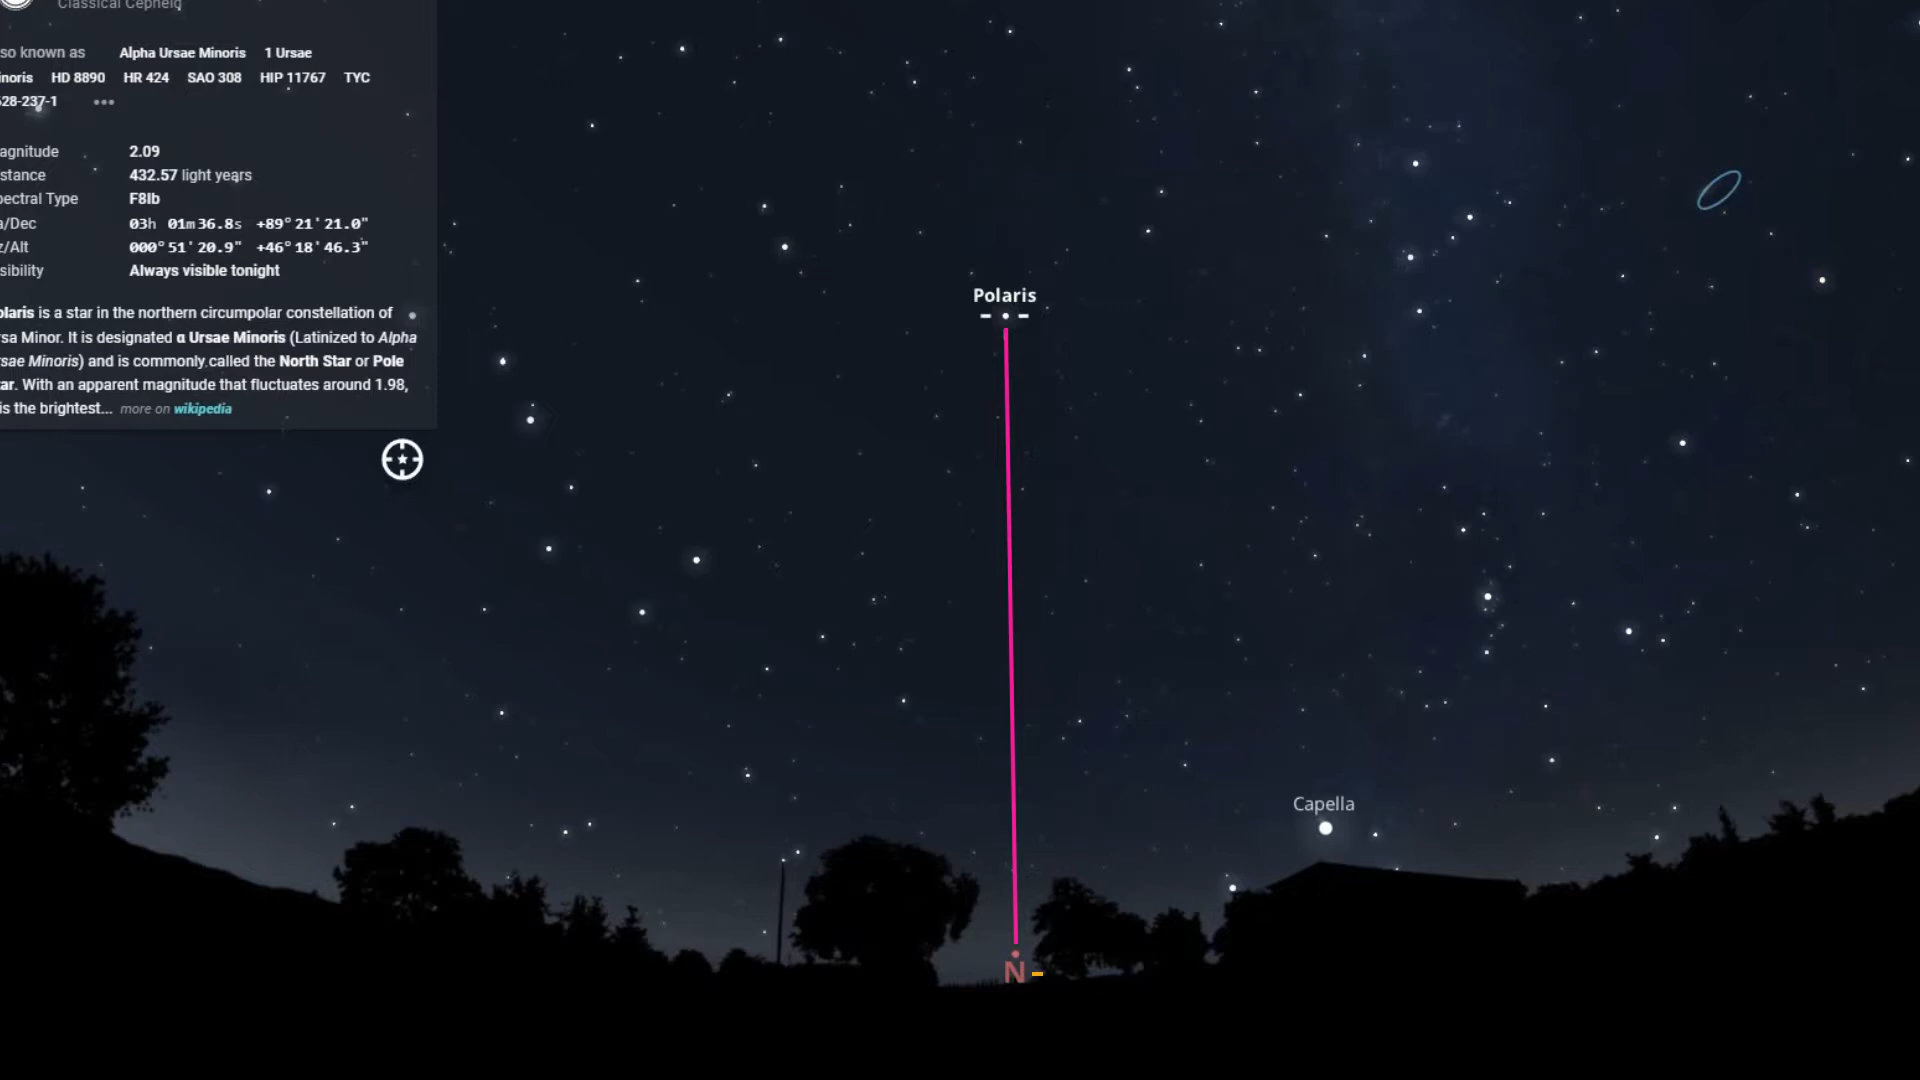 Classical Cepheid
so known as Alpha Ursae Minoris 1 Ursae
inoris HD 8890 HR 424 SAO 308 HIP 11767 TYC
628-237-1 •••
agnitude 2.09
stance 432.57 light years
pectral Type F8Ib
a/Dec 03h 01m 36.8s +89°21'21.0"
z/Alt 000°51'20.9" +46°18'46.3"
sibility Always visible tonight
olaris is a star in the northern circumpolar constellation of
rsa Minor. It is designated α Ursae Minoris (Latinized to Alpha
rsae Minoris) and is commonly called the North Star or Pole
tar. With an apparent magnitude that fluctuates around 1.98,
is the brightest... more on wikipedia
Polaris
Capella
N